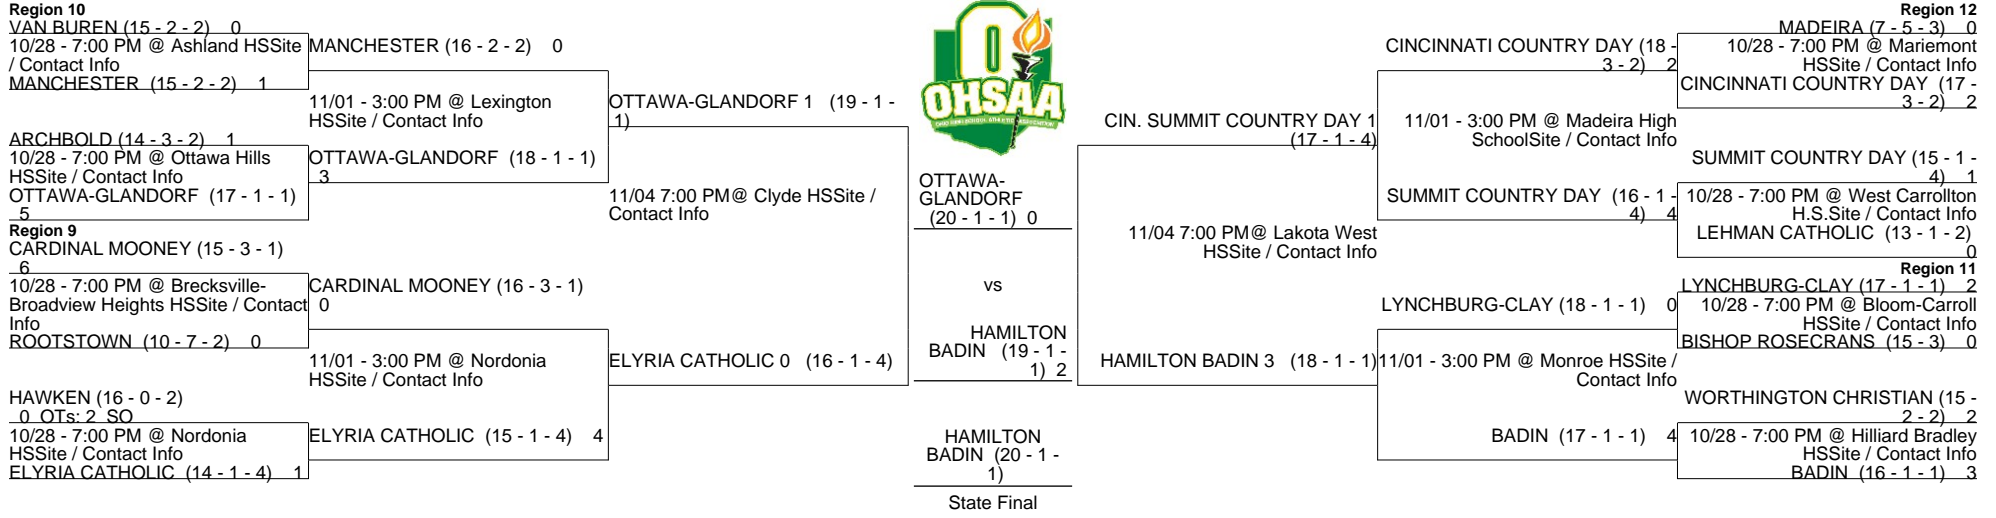 Region 10
VAN BUREN (15 - 2 - 2) 0
10/28 - 7:00 PM @ Ashland HSSite
/ Contact Info
MANCHESTER (15 - 2 - 2) 1
ARCHBOLD (14 - 3 - 2) 1
10/28 - 7:00 PM @ Ottawa Hills
HSSite / Contact Info
OTTAWA-GLANDORF (17 - 1 - 1)
5
Region 9
CARDINAL MOONEY (15 - 3 - 1)
6
10/28 - 7:00 PM @ Brecksville-
Broadview Heights HSSite / Contact
Info
ROOTSTOWN (10 - 7 - 2) 0
HAWKEN (16 - 0 - 2)
0 OTs: 2 SO
10/28 - 7:00 PM @ Nordonia
HSSite / Contact Info
ELYRIA CATHOLIC (14 - 1 - 4) 1
MANCHESTER (16 - 2 - 2) 0
11/01 - 3:00 PM @ Lexington
HSSite / Contact Info
OTTAWA-GLANDORF (18 - 1 - 1)
3
CARDINAL MOONEY (16 - 3 - 1)
0
11/01 - 3:00 PM @ Nordonia
HSSite / Contact Info
ELYRIA CATHOLIC (15 - 1 - 4) 4
OTTAWA-GLANDORF 1 (19 - 1 -
1)
11/04 7:00 PM@ Clyde HSSite /
Contact Info
ELYRIA CATHOLIC 0 (16 - 1 - 4)
O
OHSAA
OTTAWA-
GLANDORF
(20 - 1 - 1) 0
vs
HAMILTON
BADIN (19 - 1 -
1) 2
HAMILTON
BADIN (20 - 1 -
1)
State Final
CIN. SUMMIT COUNTRY DAY 1
(17 - 1 - 4)
11/04 7:00 PM@ Lakota West
HSSite / Contact Info
HAMILTON BADIN 3 (18 - 1 - 1)
CINCINNATI COUNTRY DAY (18 -
3 - 2) 2
11/01 - 3:00 PM @ Madeira High
SchoolSite / Contact Info
SUMMIT COUNTRY DAY (16 - 1 -
4) 4
LYNCHBURG-CLAY (18 - 1 - 1) 0
11/01 - 3:00 PM @ Monroe HSSite /
Contact Info
BADIN (17 - 1 - 1) 4
Region 12
MADEIRA (7 - 5 - 3) 0
10/28 - 7:00 PM @ Mariemont
HSSite / Contact Info
CINCINNATI COUNTRY DAY (17 -
3 - 2) 2
SUMMIT COUNTRY DAY (15 - 1 -
4) 1
10/28 - 7:00 PM @ West Carrollton
H.S.Site / Contact Info
LEHMAN CATHOLIC (13 - 1 - 2)
0
Region 11
LYNCHBURG-CLAY (17 - 1 - 1) 2
10/28 - 7:00 PM @ Bloom-Carroll
HSSite / Contact Info
BISHOP ROSECRANS (15 - 3) 0
WORTHINGTON CHRISTIAN (15 -
2 - 2) 2
10/28 - 7:00 PM @ Hilliard Bradley
HSSite / Contact Info
BADIN (16 - 1 - 1) 3